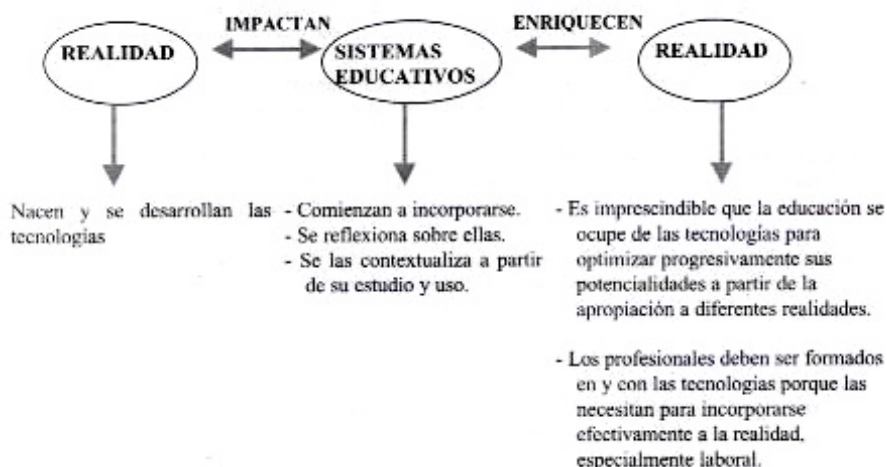 IMPACTAN
ENRIQUECEN
REALIDAD
SISTEMAS
EDUCATIVOS
REALIDAD
Nacen y se desarrollan las
tecnologías
- Comienzan a incorporarse.
- Se reflexiona sobre ellas.
- Se las contextualiza a partir
de su estudio y uso.
- Es imprescindible que la educación se
ocupe de las tecnologías para
optimizar progresivamente sus
potencialidades a partir de la
apropiación a diferentes realidades.
- Los profesionales deben ser formados
en y con las tecnologías porque las
necesitan para incorporarse
efectivamente a la realidad,
especialmente laboral.